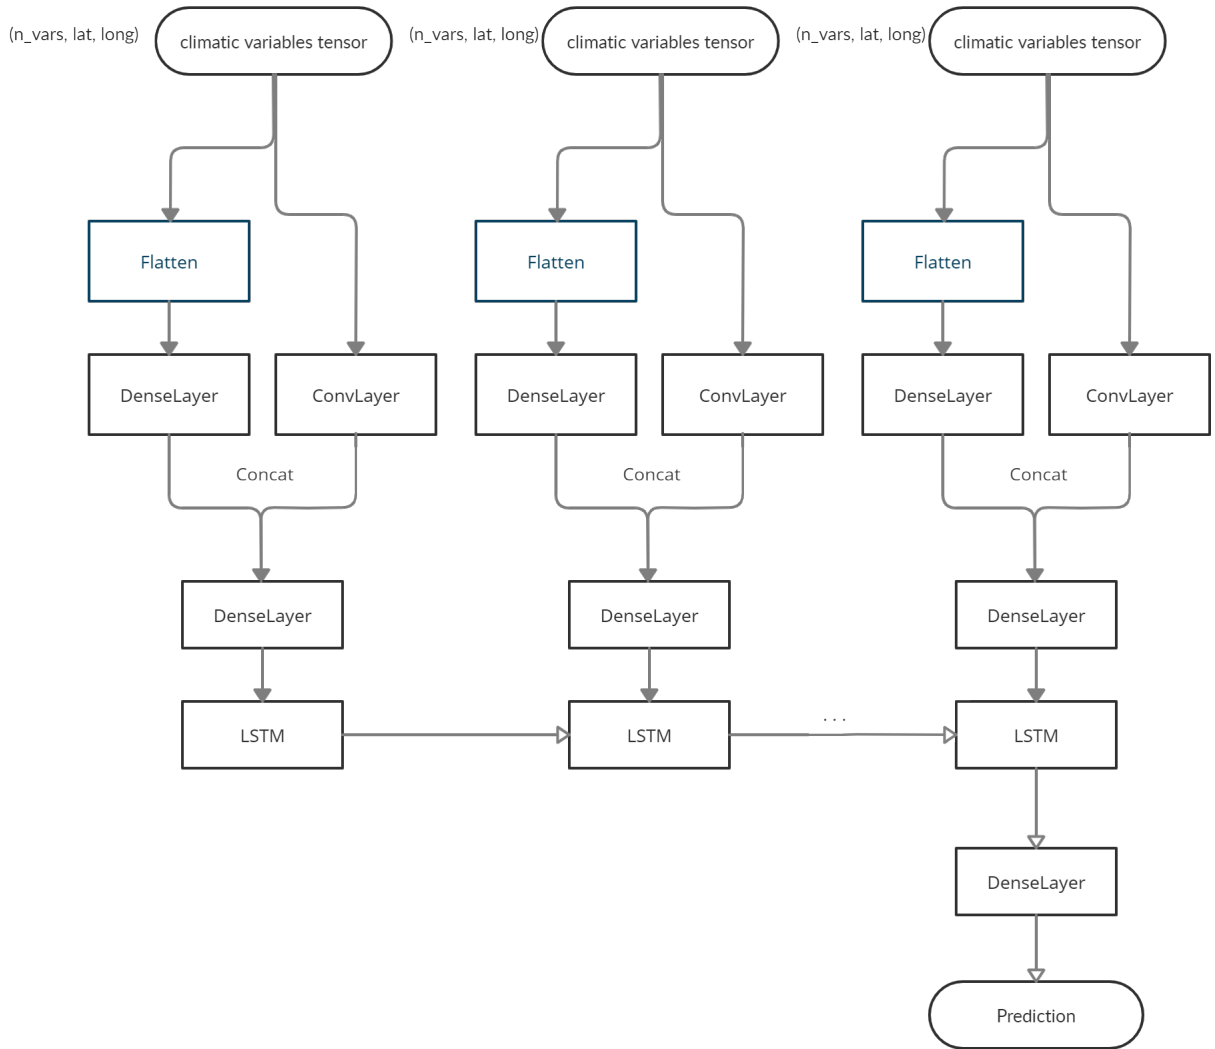 (n_vars, lat, long)
climatic variables tensor
(n_vars, lat, long)
climatic variables tensor
(n_vars, lat, long)
climatic variables tensor
Flatten
Flatten
Flatten
DenseLayer
ConvLayer
DenseLayer
ConvLayer
DenseLayer
ConvLayer
Concat
Concat
Concat
DenseLayer
DenseLayer
DenseLayer
...
LSTM
LSTM
LSTM
DenseLayer
Prediction